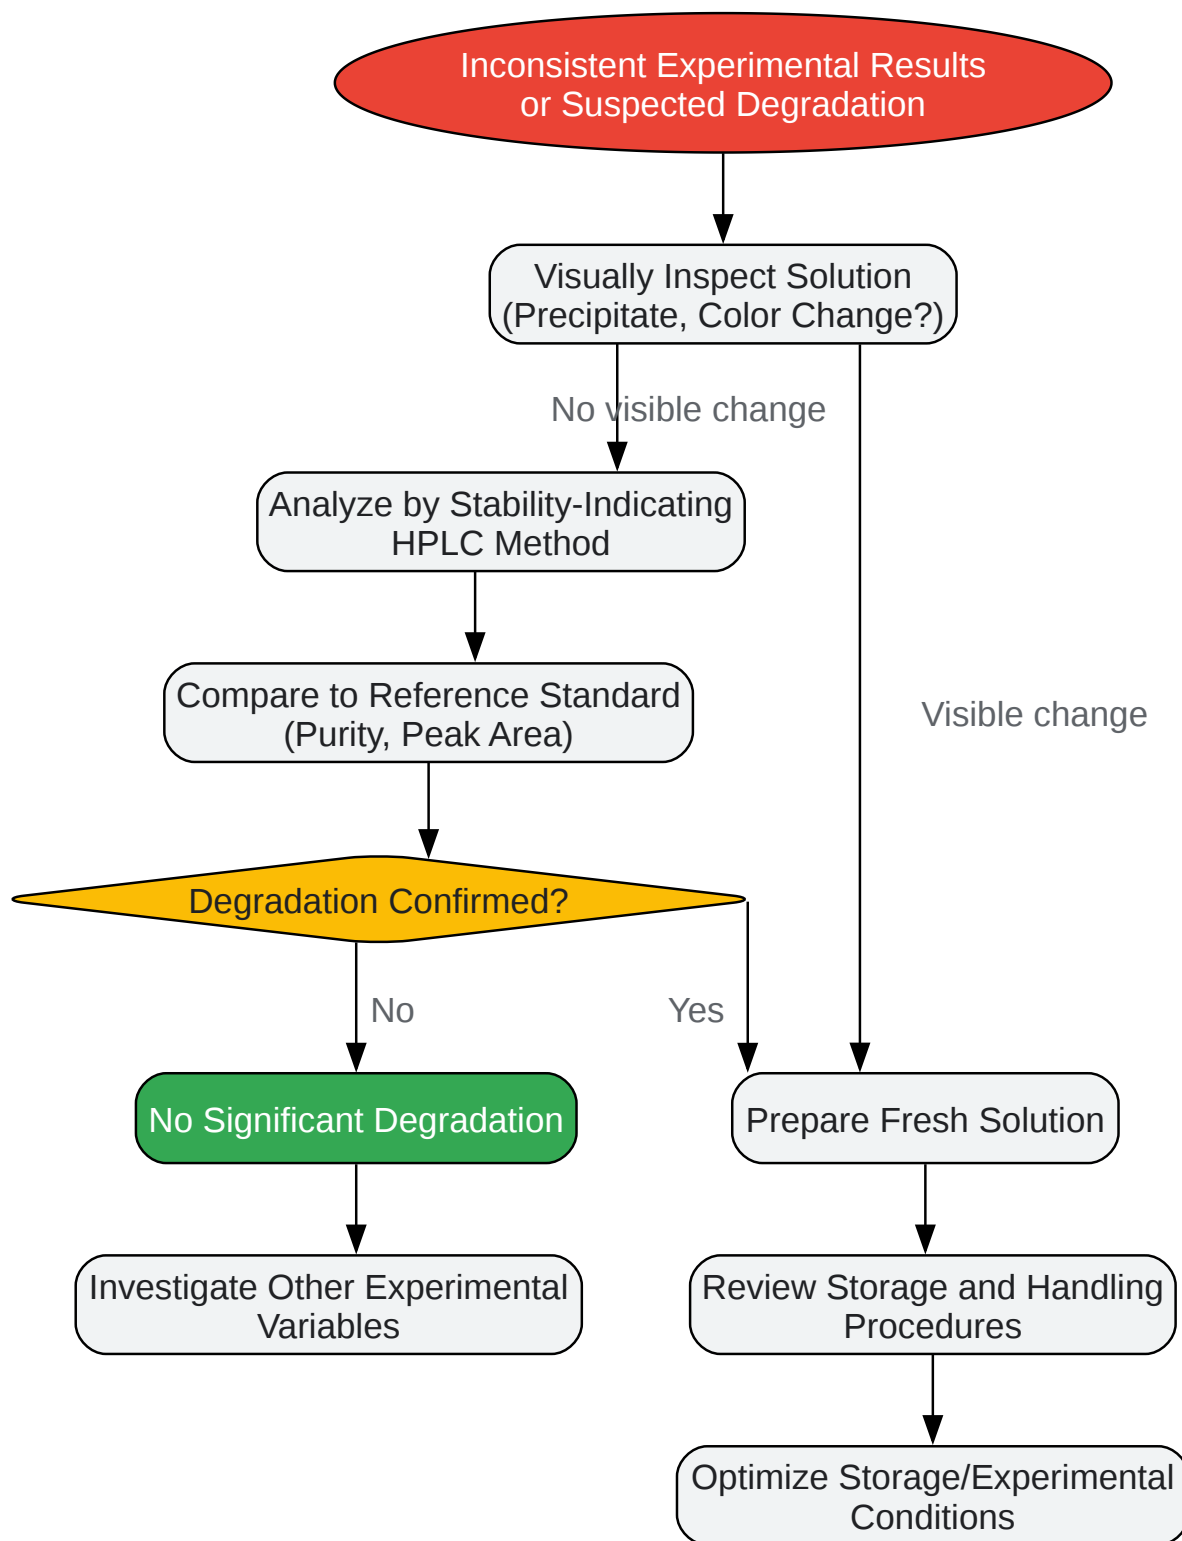 Inconsistent Experimental Results
or Suspected Degradation
Visually Inspect Solution
(Precipitate, Color Change?)
No visible change
Analyze by Stability-Indicating
HPLC Method
Compare to Reference Standard
(Purity, Peak Area)
Visible change
Degradation Confirmed?
No
Yes
No Significant Degradation
Prepare Fresh Solution
Investigate Other Experimental
Variables
Review Storage and Handling
Procedures
Optimize Storage/Experimental
Conditions